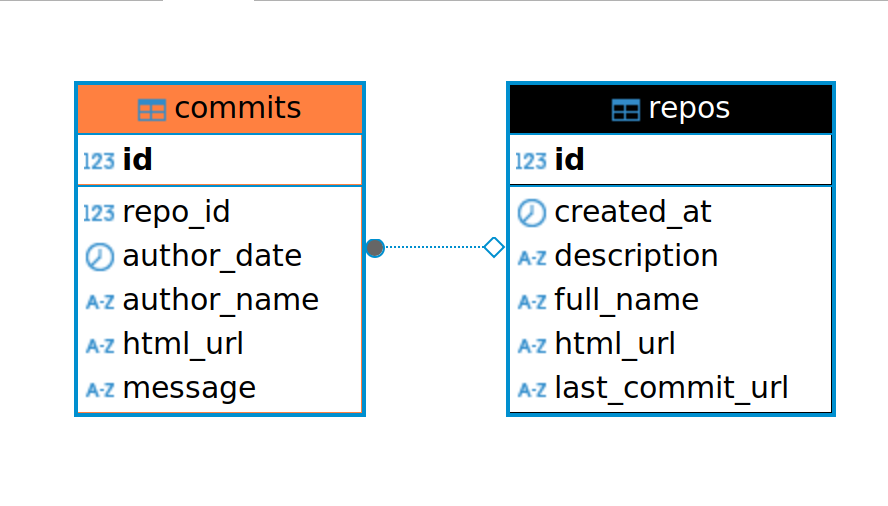 commits
123 id
123 repo_id
author_date
A-Z author_name
A-Z html_url
A-Z message
repos
123 id
created_at
A-Z description
A-Z full_name
A-Z html_url
A-Z last_commit_url